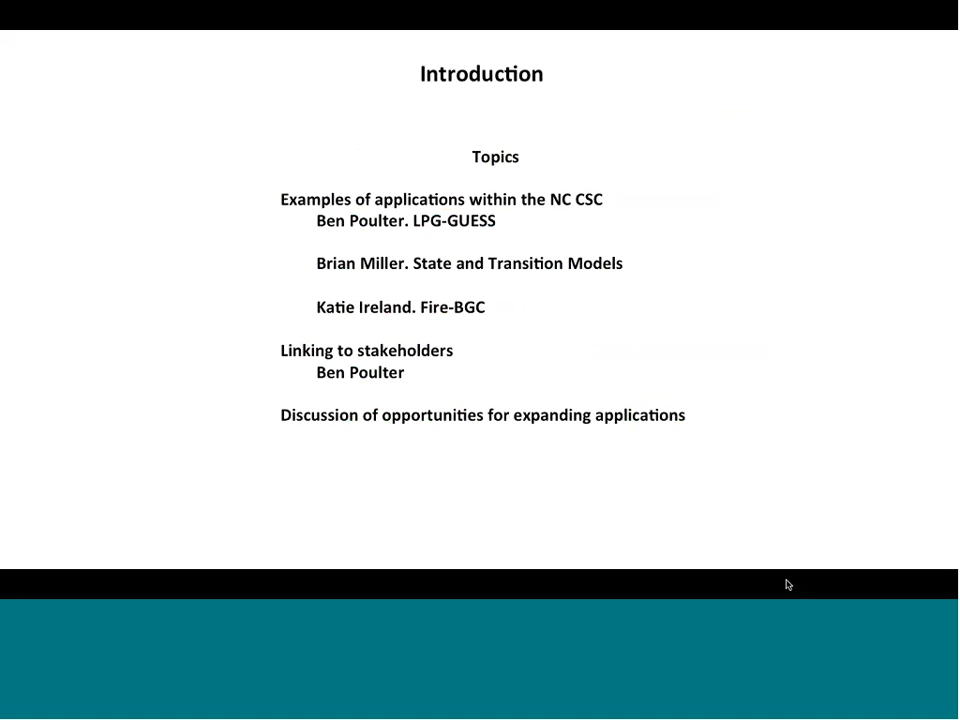 Introduction
Topics
Examples of applications within the NC CSC
Ben Poulter. LPG-GUESS
Brian Miller. State and Transition Models
Katie Ireland. Fire-BGC
Linking to stakeholders
Ben Poulter
Discussion of opportunities for expanding applications